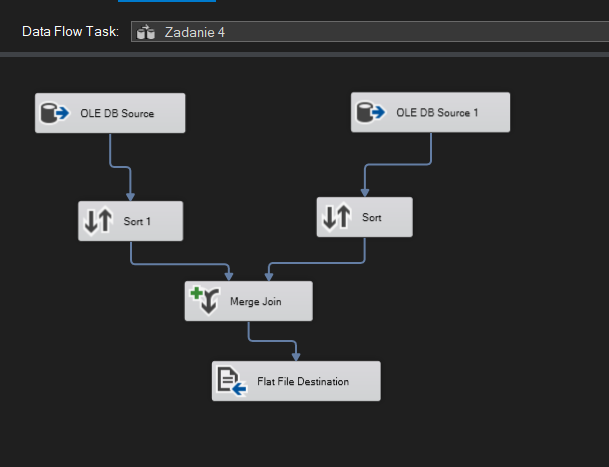 Data Flow Task: Zadanie 4
OLE DB Source
OLE DB Source 1
Sort 1
Sort
Merge Join
Flat File Destination